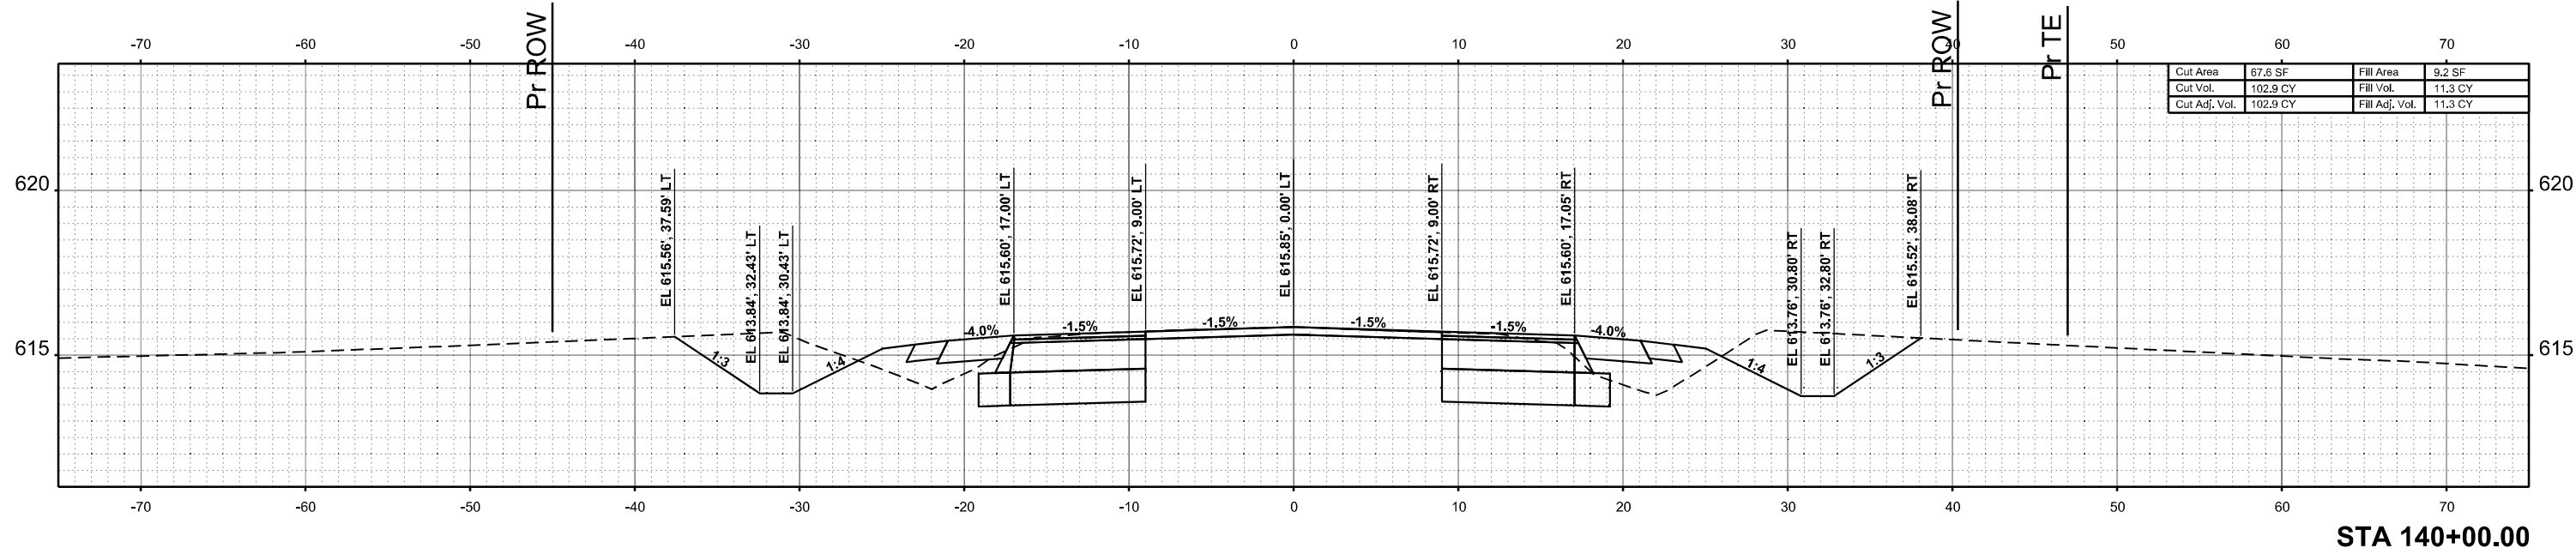 -70 -60 -50 -40 -30 -20 -10 0 10 20 30 40 50 60 70
Pr ROW
Pr ROW
Pr TE
Cut Area 67.6 SF Fill Area 9.2 SF
Cut Vol. 102.9 CY Fill Vol. 11.3 CY
Cut Adj. Vol. 102.9 CY Fill Adj. Vol. 11.3 CY
620 620
EL 615.56', 37.59' LT
EL 613.84', 32.43' LT
EL 613.84', 30.43' LT
EL 615.60', 17.00' LT
EL 615.72', 9.00' LT
EL 615.85', 0.00' LT
EL 615.72', 9.00' RT
EL 615.60', 17.05' RT
EL 613.76', 30.80' RT
EL 613.76', 32.80' RT
EL 615.52', 38.08' RT
-4.0% -1.5% -1.5% -1.5% -1.5% -4.0%
615 1:3 1:4 1:4 1:3 615
-70 -60 -50 -40 -30 -20 -10 0 10 20 30 40 50 60 70
STA 140+00.00